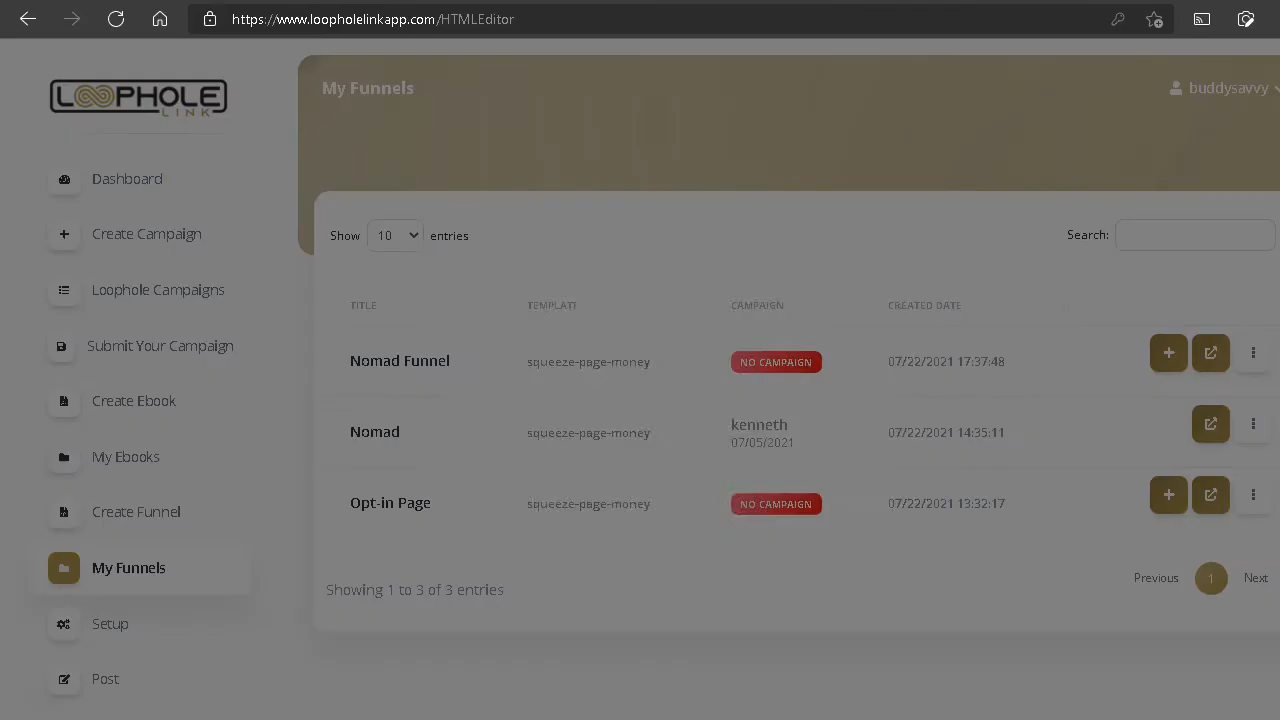 https://www.loopholelinkapp.com/HTMLEditor
LOOPHOLE
LINK
My Funnels
buddysavvy
Dashboard
Create Campaign
Loophole Campaigns
Submit Your Campaign
Create Ebook
My Ebooks
Create Funnel
My Funnels
Setup
Post
Show 10 entries
Search:
TITLE TEMPLATE CAMPAIGN CREATED DATE
Nomad Funnel squeeze-page-money NO CAMPAIGN 07/22/2021 17:37:48
Nomad squeeze-page-money kenneth 07/22/2021 14:35:11
07/05/2021
Opt-in Page squeeze-page-money NO CAMPAIGN 07/22/2021 13:32:17
Showing 1 to 3 of 3 entries
Previous 1 Next